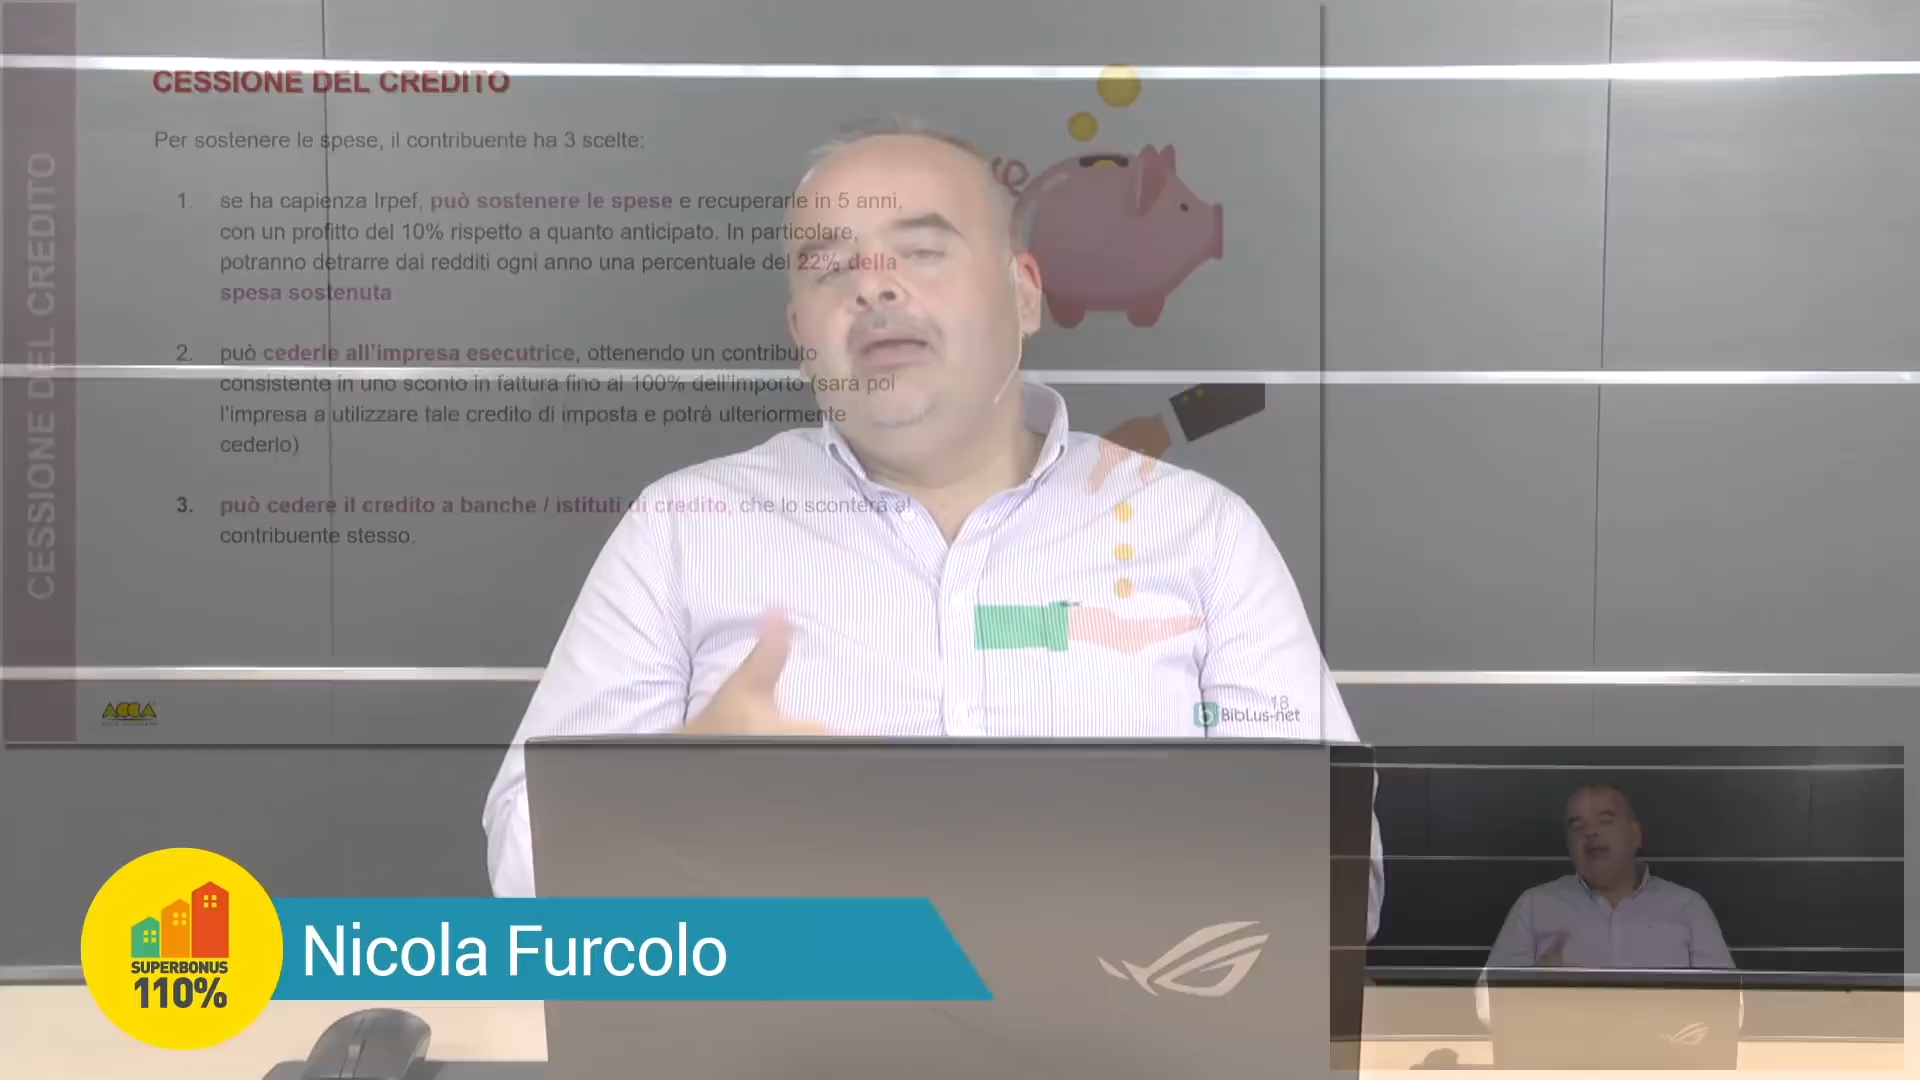 CESSIONE DEL CREDITO
CESSIONE DEL CREDITO
Per sostenere le spese, il contribuente ha 3 scelte:
1. se ha capienza Irpef, può sostenere le spese e recuperarle in 5 anni,
con un profitto del 10% rispetto a quanto anticipato. In particolare,
potranno detrarre dai redditi ogni anno una percentuale del 22% della
spesa sostenuta
2. può cederle all'impresa esecutrice, ottenendo un contributo
consistente in uno sconto in fattura fino al 100% dell'importo (sarà poi
l'impresa a utilizzare tale credito di imposta e potrà ulteriormente
cederlo)
3. può cedere il credito a banche / istituti di credito, che lo sconterà al
contribuente stesso.
ACCA
18
BibLus-net
SUPERBONUS
110%
Nicola Furcolo